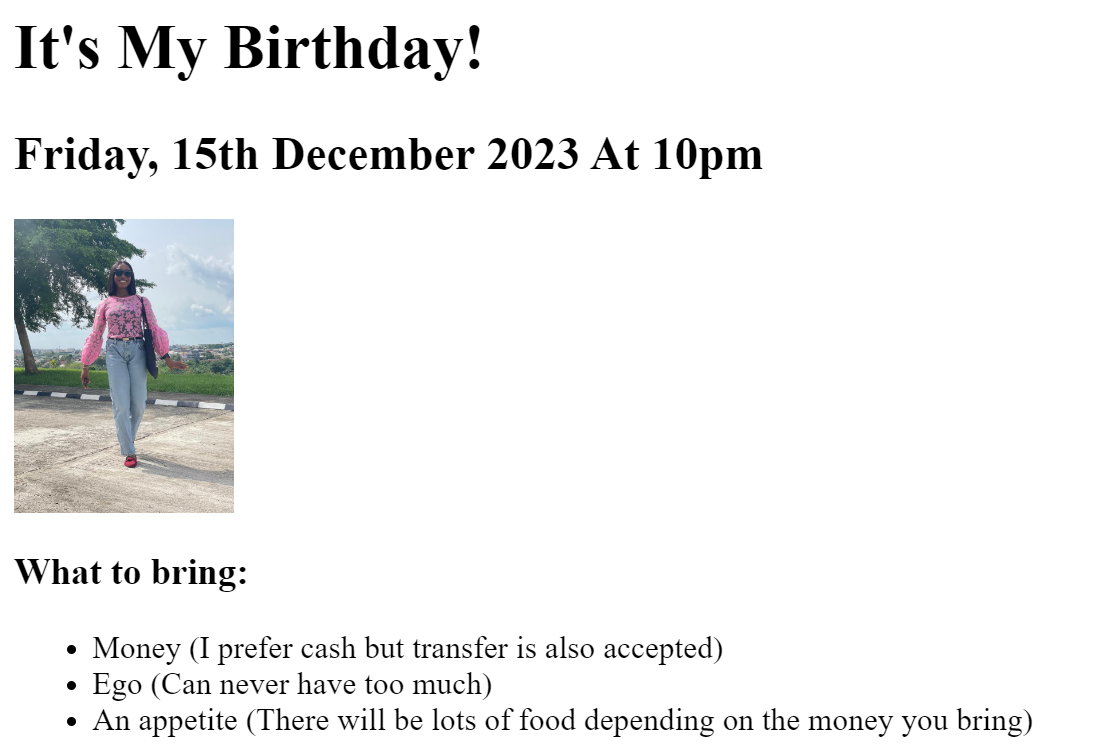 It's My Birthday!
Friday, 15th December 2023 At 10pm
What to bring:
Money (I prefer cash but transfer is also accepted)
Ego (Can never have too much)
An appetite (There will be lots of food depending on the money you bring)